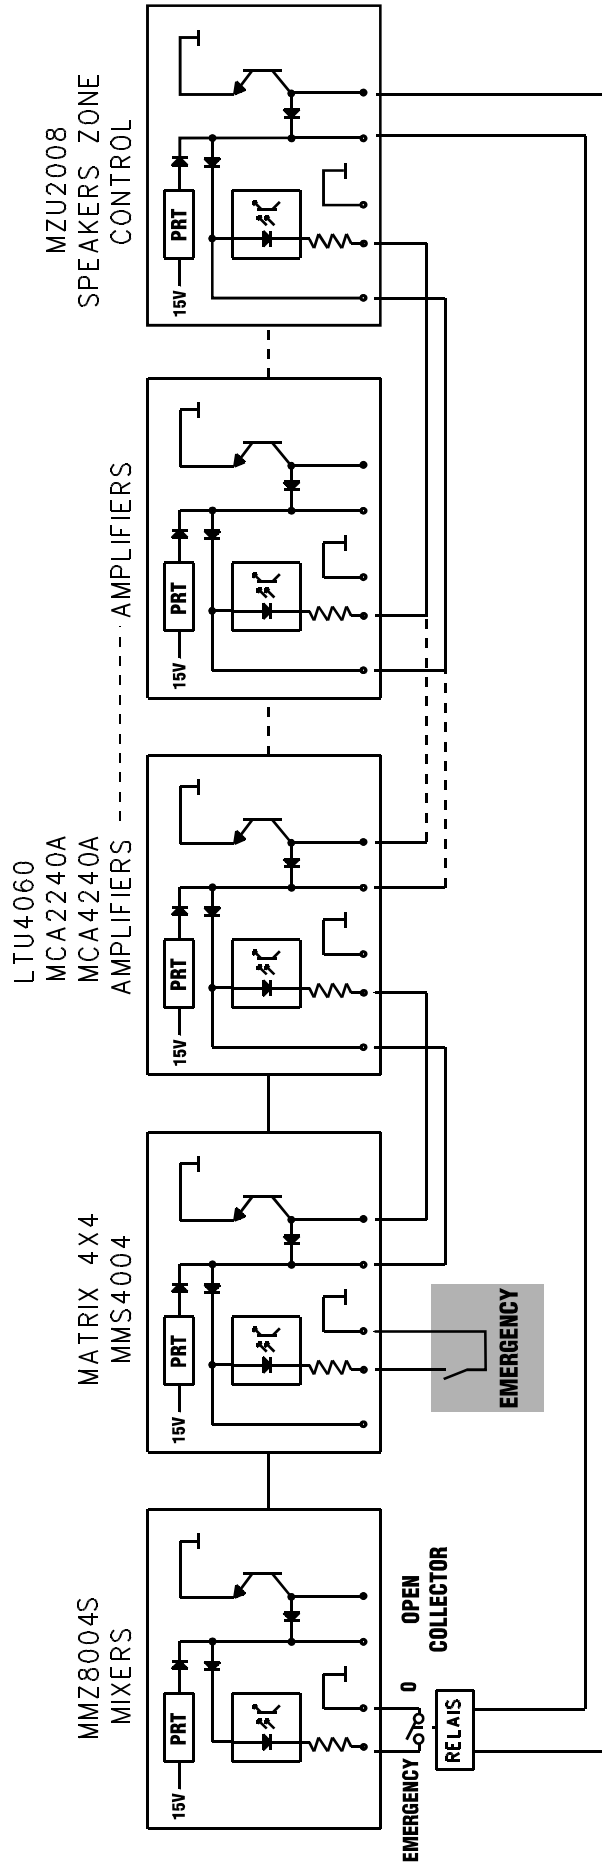 MZU2008
SPEAKERS ZONE
CONTROL
PRT
15V
AMPLIFIERS
PRT
15V
LTU4060
MCA2240A
MCA4240A
AMPLIFIERS
PRT
15V
MATRIX 4X4
MMS4004
PRT
15V
EMERGENCY
MMZ8004S
MIXERS
PRT
15V
OPEN
COLLECTOR
O
EMERGENCY
RELAIS